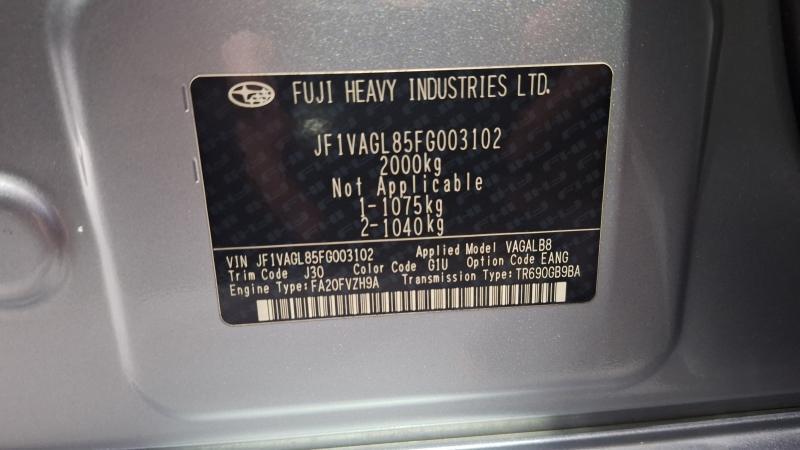 FUJI HEAVY INDUSTRIES LTD.
JF1VAGL85FG003102
2000kg
Not Applicable
1-1075kg
2-1040kg
VIN JF1VAGL85FG003102 Applied Model VAGALB8
Trim Code J30 Color Code G1U Option Code EANG
Engine Type:FA20FVZH9A Transmission Type:TR690GB9BA